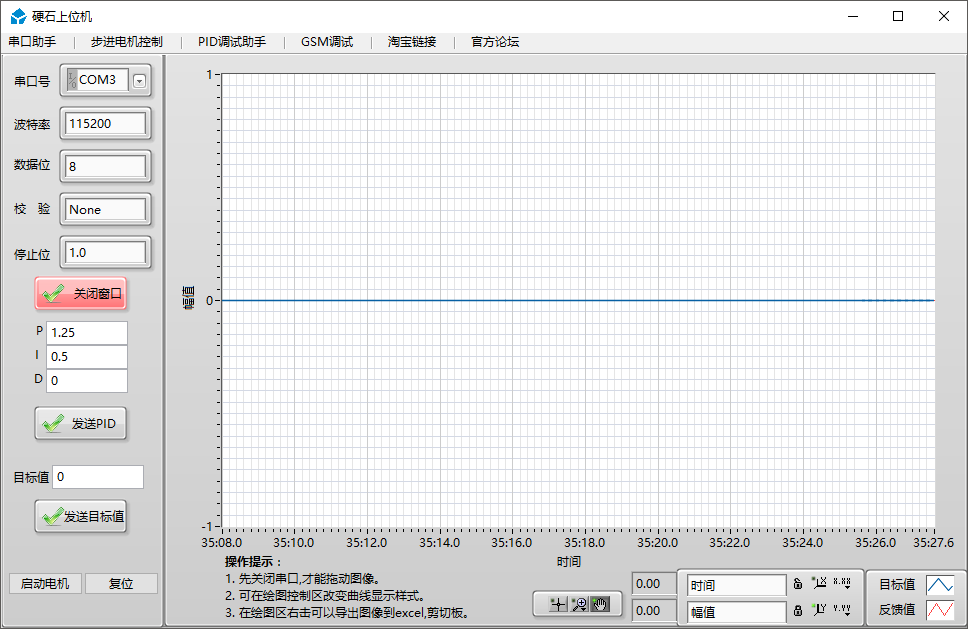 硬石上位机
串口助手 步进电机控制 PID调试助手 GSM调试 淘宝链接 官方论坛
串口号 COM3
波特率 115200
数据位 8
校 验 None
停止位 1.0
关闭窗口
P 1.25
I 0.5
D 0
发送PID
目标值 0
发送目标值
启动电机 复位
幅值
1
0
-1
35:08.0 35:10.0 35:12.0 35:14.0 35:16.0 35:18.0 35:20.0 35:22.0 35:24.0 35:26.0 35:27.6
时间
操作提示：
1. 先关闭串口,才能拖动图像。
2. 可在绘图控制区改变曲线显示样式。
3. 在绘图区右击可以导出图像到excel,剪切板。
0.00 时间 X X.XX 目标值
0.00 幅值 Y Y.YY 反馈值